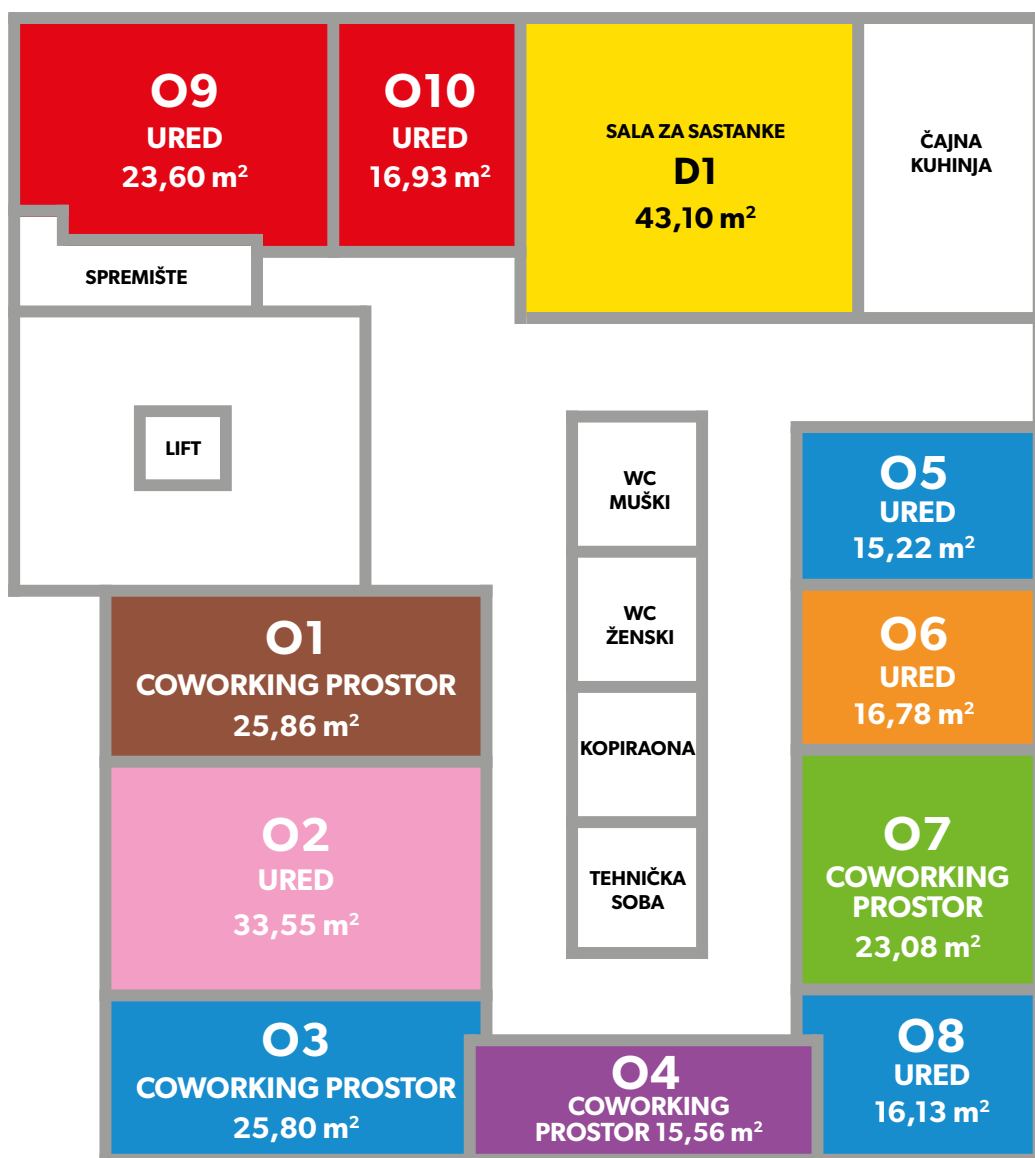 O9
URED
23,60 m²
O10
URED
16,93 m²
SALA ZA SASTANKE
D1
43,10 m²
ČAJNA
KUHINJA
SPREMIŠTE
LIFT
WC
MUŠKI
WC
ŽENSKI
KOPIRAONA
TEHNIČKA
SOBA
O5
URED
15,22 m²
O6
URED
16,78 m²
O7
COWORKING
PROSTOR
23,08 m²
O8
URED
16,13 m²
O1
COWORKING PROSTOR
25,86 m²
O2
URED
33,55 m²
O3
COWORKING PROSTOR
25,80 m²
O4
COWORKING
PROSTOR 15,56 m²